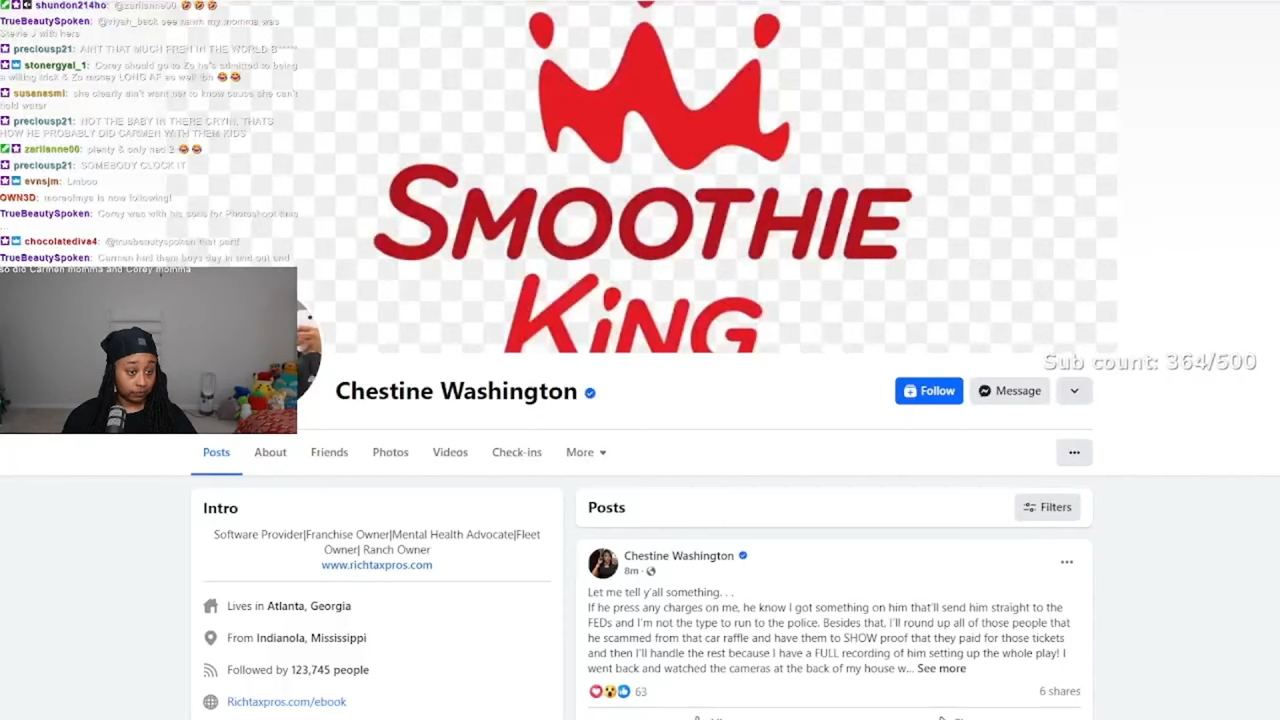 shundon214ho: @zariianne00 🤣 🤣 🤣
TrueBeautySpoken: see my momma was
Stevie J with hers
preciousp21: AINT THAT MUCH FREH IN THE WORLD B
stonergyal_1: Corey should go to Zo he's admitted to being
a willing trick & Zo money LONG AF as well tbh 😂 😂
susanasmi: she clearly ain't want her to know cause she can't
hold water
preciousp21: NOT THE BABY IN THERE CRYIN, THATS
HOW HE PROBABLY DID CARMEN WITH THEM KIDS
zariianne00: plenty & only had 2 😂 😂
preciousp21: SOMEBODY CLOCK IT
evnsjm: Lmboo
OWN3D: is now following!
TrueBeautySpoken: Corey was with his sons for Photoshoot time
...
chocolatediva4: @truebeautyspoken that part!
TrueBeautySpoken: Carmen had them boys day in and out and
so did Carmen momma and Corey momma
SMOOTHIE
KiNG
Sub count: 364/500
Chestine Washington
Follow
Message
Posts
About
Friends
Photos
Videos
Check-ins
More
...
Intro
Software Provider|Franchise Owner|Mental Health Advocate|Fleet
Owner| Ranch Owner
www.richtaxpros.com
Lives in Atlanta, Georgia
From Indianola, Mississippi
Followed by 123,745 people
Richtaxpros.com/ebook
Posts
Filters
Chestine Washington
8m ·
...
Let me tell y'all something. . .
If he press any charges on me, he know I got something on him that'll send him straight to the
FEDs and I'm not the type to run to the police. Besides that, I'll round up all of those people that
he scammed from that car raffle and have them to SHOW proof that they paid for those tickets
and then I'll handle the rest because I have a FULL recording of him setting up the whole play! I
went back and watched the cameras at the back of my house w... See more
63
6 shares